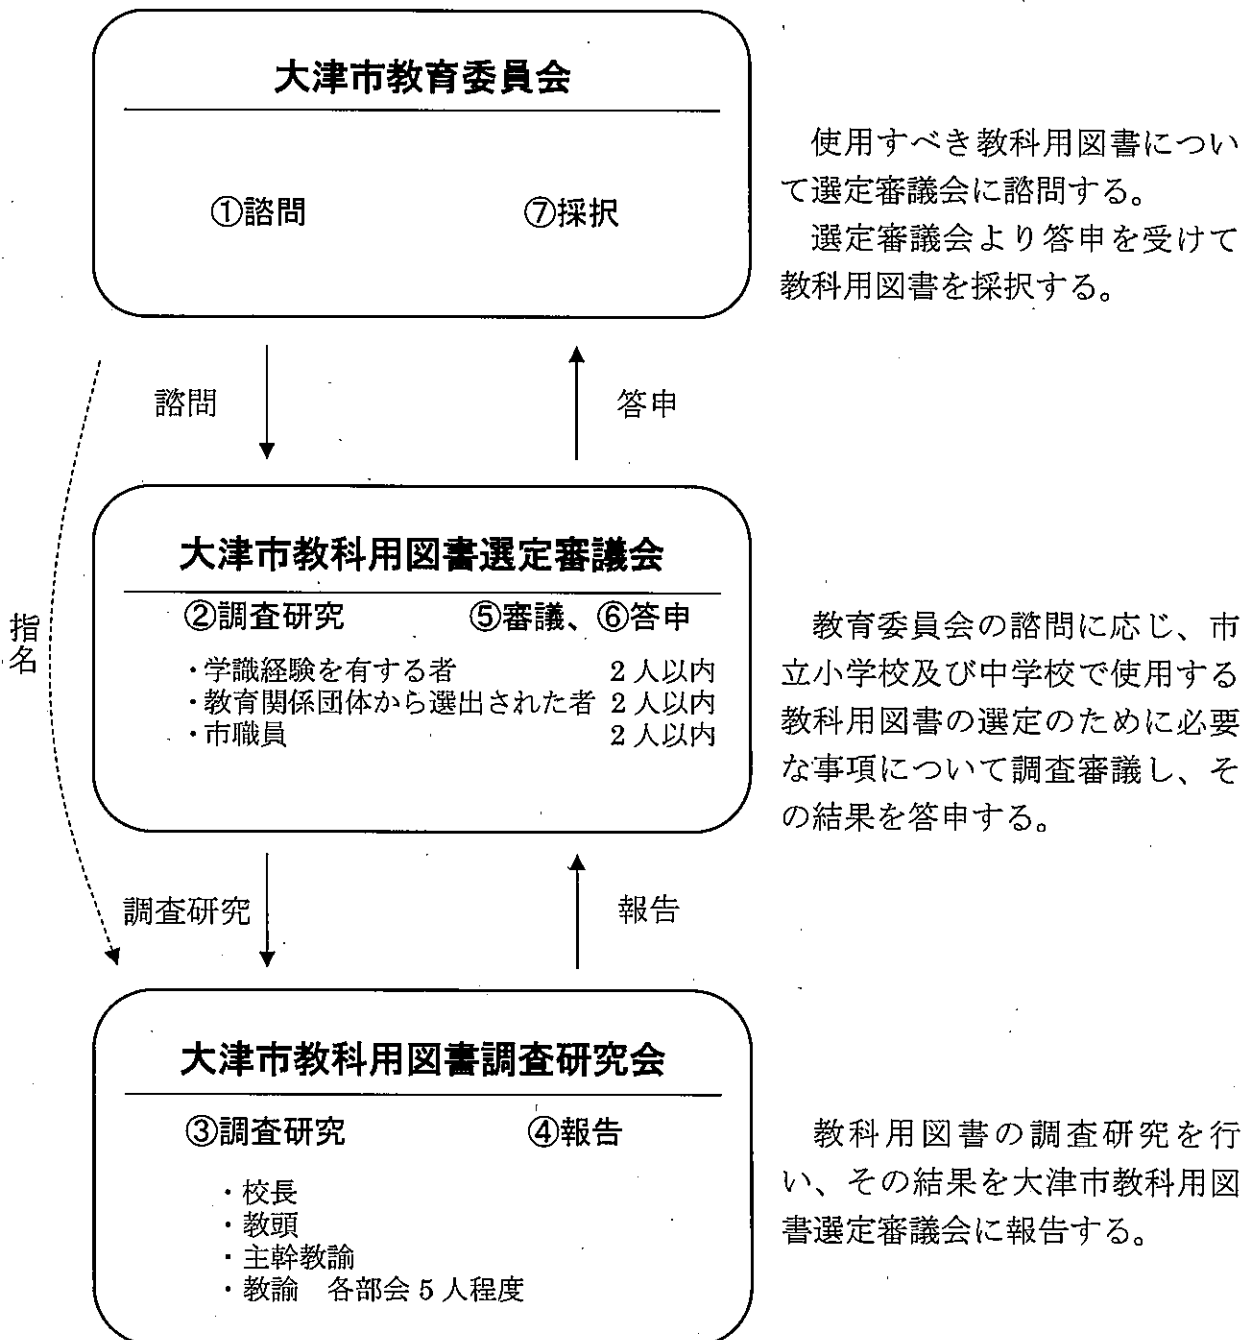 大津市教育委員会
①諮問 ⑦採択
使用すべき教科用図書につい
て選定審議会に諮問する。
選定審議会より答申を受けて
教科用図書を採択する。
諮問
答申
指名
大津市教科用図書選定審議会
②調査研究 ⑤審議、⑥答申
・学識経験を有する者 2人以内
・教育関係団体から選出された者 2人以内
・市職員 2人以内
教育委員会の諮問に応じ、市
立小学校及び中学校で使用する
教科用図書の選定のために必要
な事項について調査審議し、そ
の結果を答申する。
調査研究
報告
大津市教科用図書調査研究会
③調査研究 ④報告
・校長
・教頭
・主幹教諭
・教諭 各部会5人程度
教科用図書の調査研究を行
い、その結果を大津市教科用図
書選定審議会に報告する。